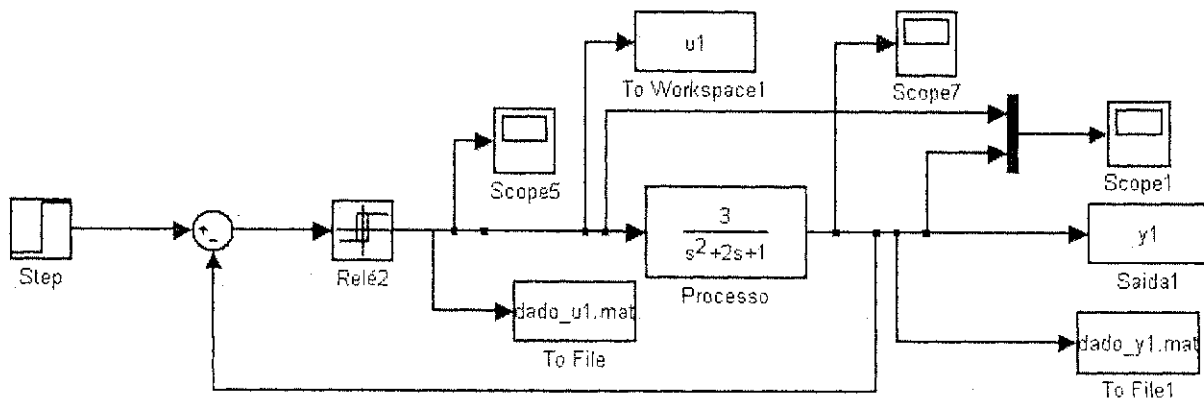 u1
To Workspace1
Scope7
Scope5
Scope1
Step
+
-
Relé2
3
s²+2s+1
Processo
y1
Saida1
dado_u1.mat
To File
dado_y1.mat
To File1